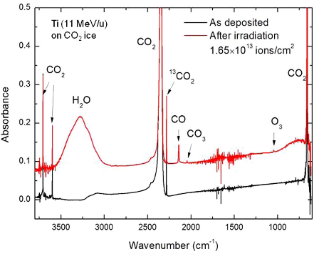 0.5
0.4
0.3
0.2
0.1
0.0
Absorbance
Ti (11 MeV/u)
on CO₂ ice
As deposited
After irradiation
1.65×10¹³ ions/cm²
CO₂
CO₂
H₂O
¹³CO₂
CO
CO₃
O₃
CO₂
3500 3000 2500 2000 1500 1000
Wavenumber (cm⁻¹)